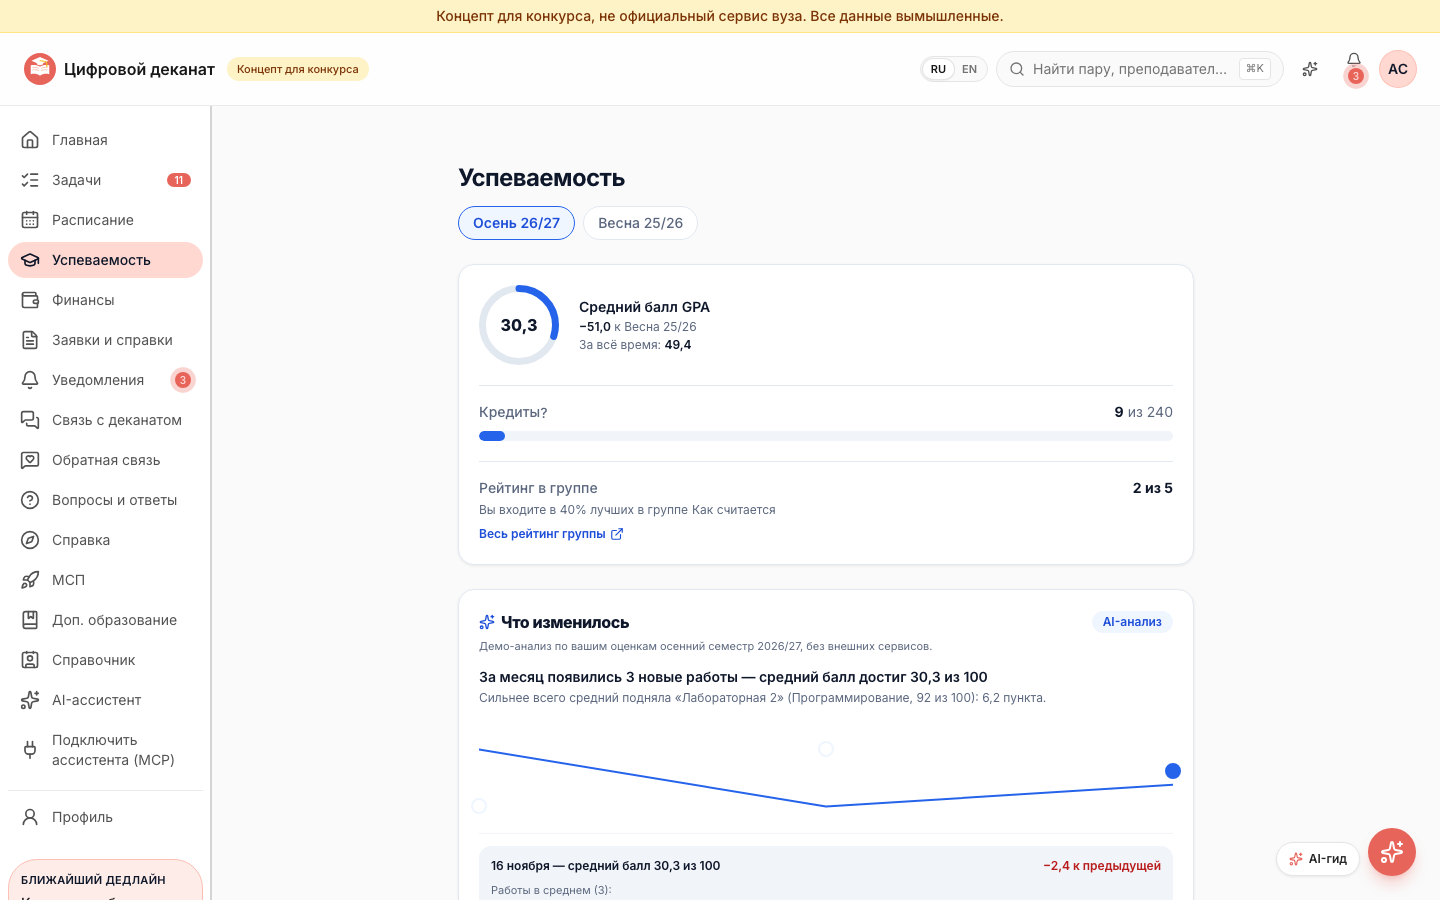 Концепт для конкурса, не официальный сервис вуза. Все данные вымышленные.
Цифровой деканат
Концепт для конкурса
RU EN
Найти пару, преподавател... ⌘K
3
АС
Главная
Задачи 11
Расписание
Успеваемость
Финансы
Заявки и справки
Уведомления 3
Связь с деканатом
Обратная связь
Вопросы и ответы
Справка
МСП
Доп. образование
Справочник
AI-ассистент
Подключить
ассистента (MCP)
Профиль
БЛИЖАЙШИЙ ДЕДЛАЙН
Успеваемость
Осень 26/27 Весна 25/26
30,3
Средний балл GPA
−51,0 к Весна 25/26
За всё время: 49,4
Кредиты? 9 из 240
Рейтинг в группе 2 из 5
Вы входите в 40% лучших в группе Как считается
Весь рейтинг группы
Что изменилось AI-анализ
Демо-анализ по вашим оценкам осенний семестр 2026/27, без внешних сервисов.
За месяц появились 3 новые работы — средний балл достиг 30,3 из 100
Сильнее всего средний подняла «Лабораторная 2» (Программирование, 92 из 100): 6,2 пункта.
16 ноября — средний балл 30,3 из 100 −2,4 к предыдущей
Работы в среднем (3):
AI-гид